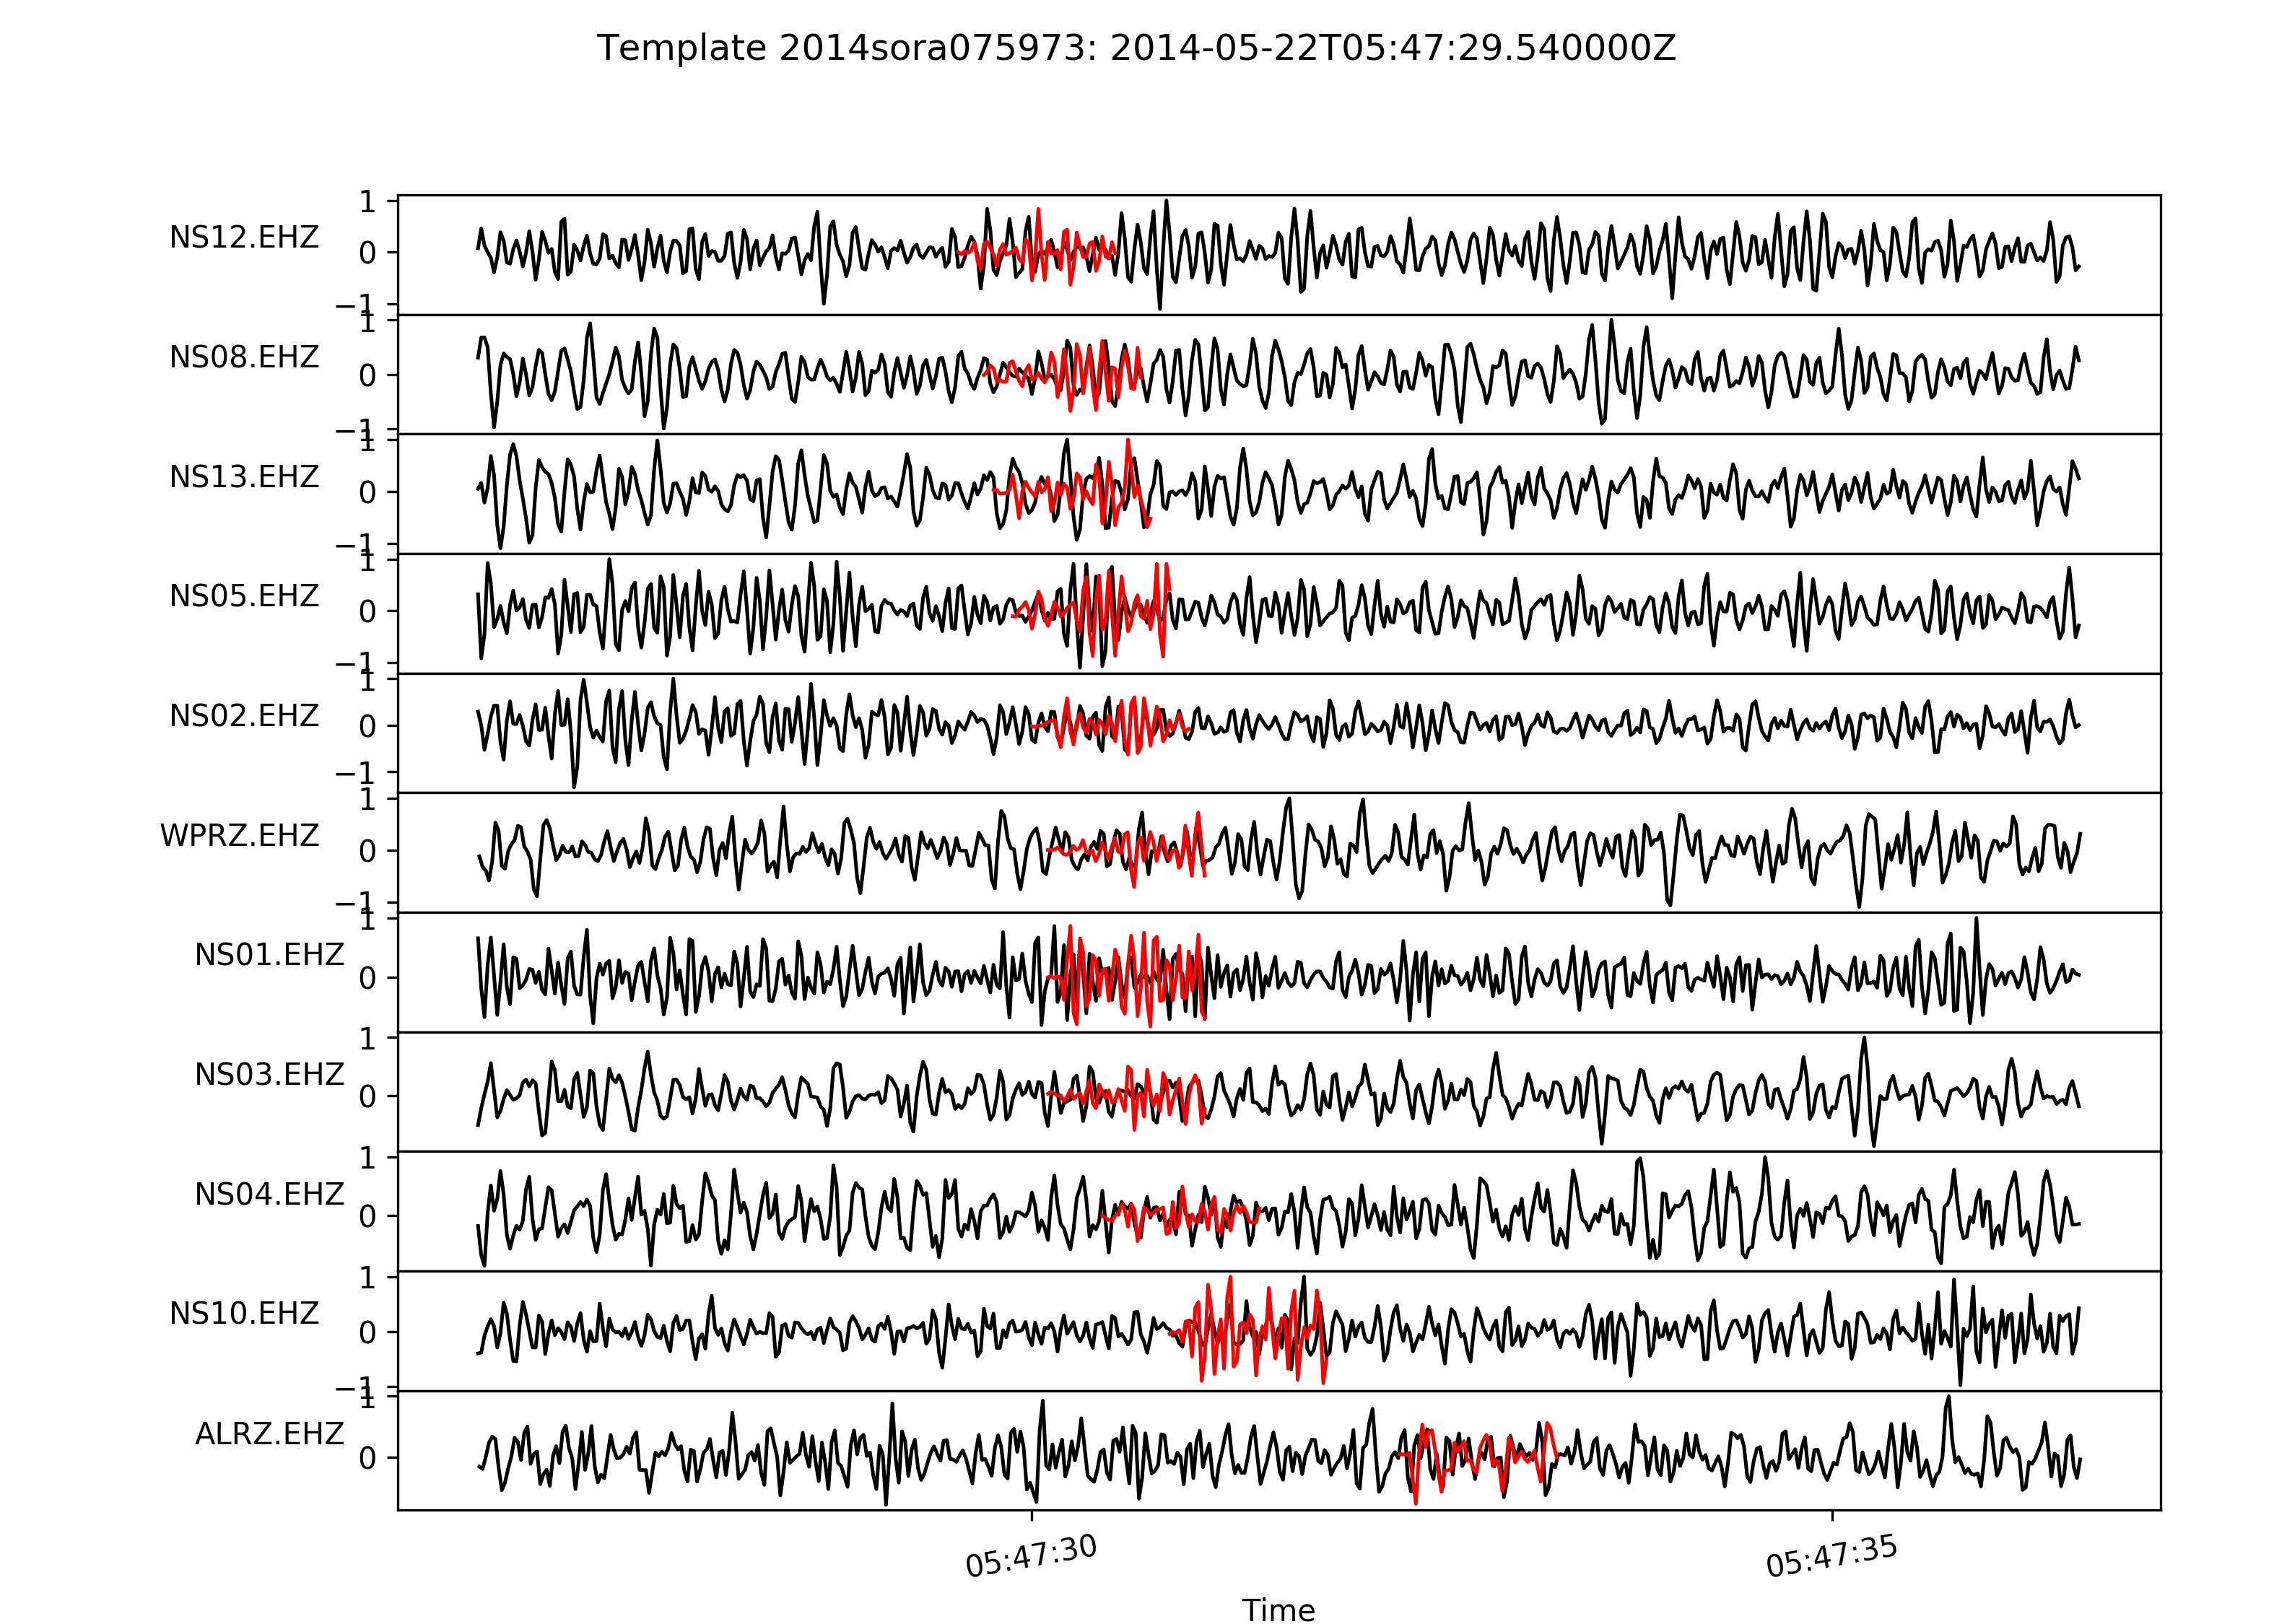 Template 2014sora075973: 2014-05-22T05:47:29.540000Z
NS12.EHZ 1 0 −1
NS08.EHZ 1 0 −1
NS13.EHZ 1 0 −1
NS05.EHZ 1 0 −1
NS02.EHZ 1 0 −1
WPRZ.EHZ 1 0 −1
NS01.EHZ 1 0
NS03.EHZ 1 0
NS04.EHZ 1 0
NS10.EHZ 1 0 −1
ALRZ.EHZ 1 0
05:47:30 05:47:35
Time